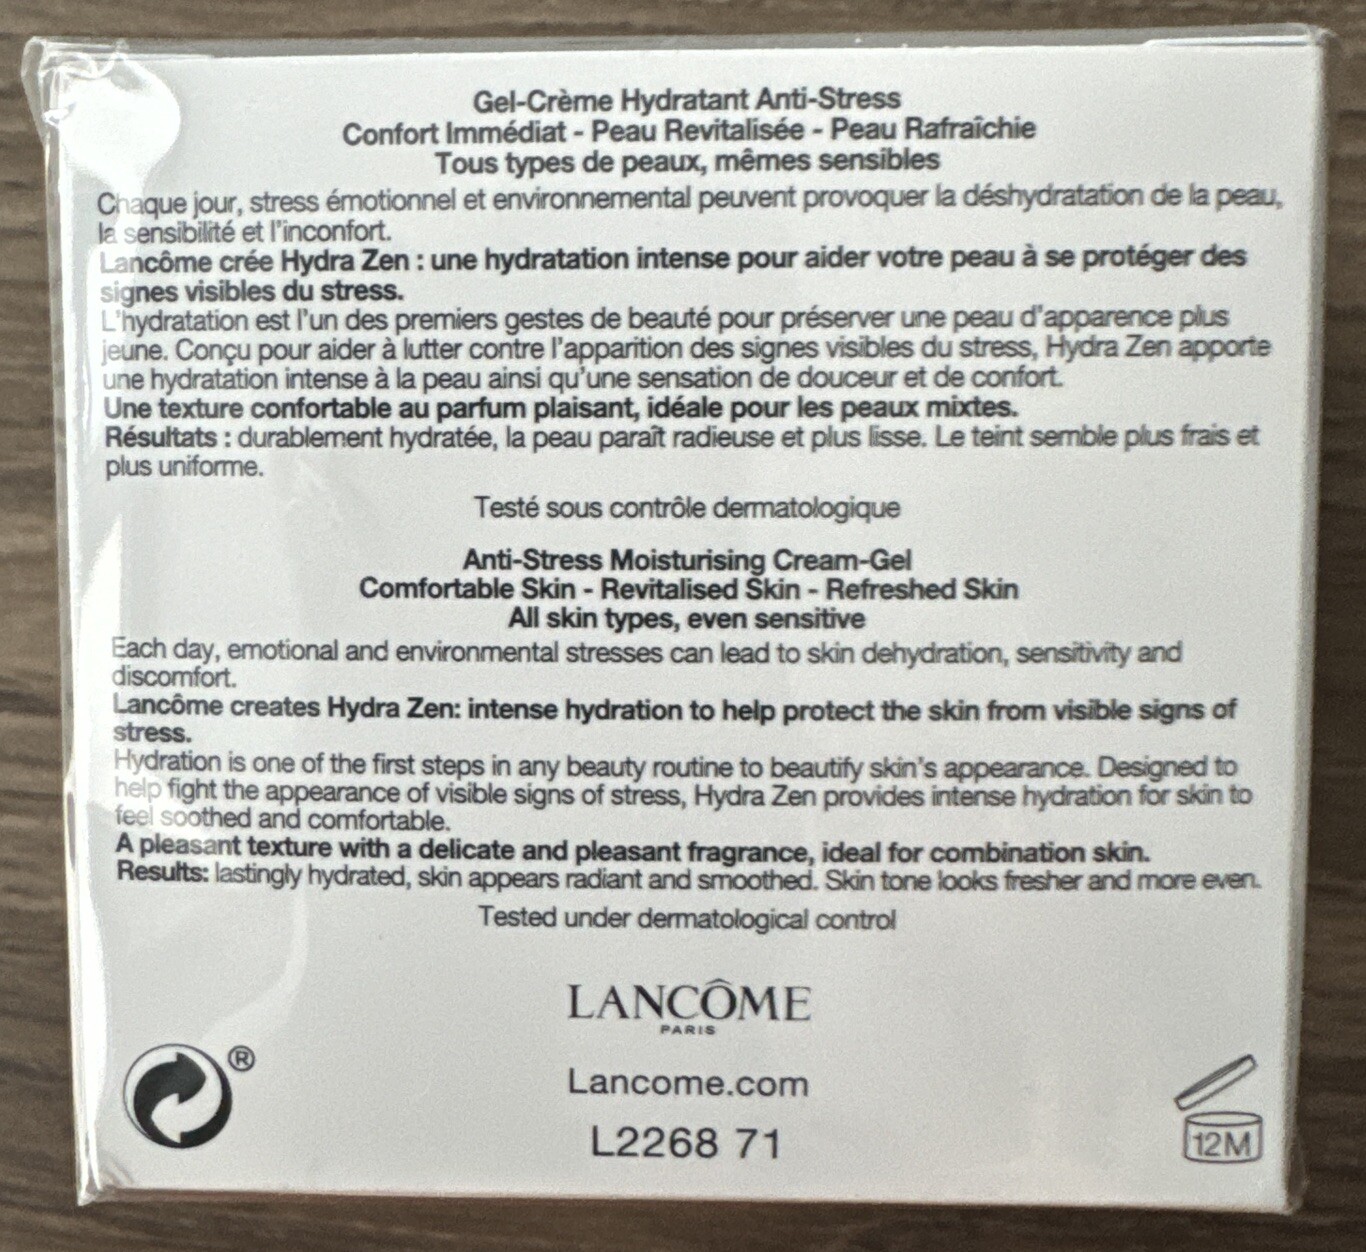 Gel-Crème Hydratant Anti-Stress
Confort Immédiat - Peau Revitalisée - Peau Rafraîchie
Tous types de peaux, mêmes sensibles
Chaque jour, stress émotionnel et environnemental peuvent provoquer la déshydratation de la peau,
la sensibilité et l'inconfort.
Lancôme crée Hydra Zen : une hydratation intense pour aider votre peau à se protéger des
signes visibles du stress.
L'hydratation est l'un des premiers gestes de beauté pour préserver une peau d'apparence plus
jeune. Conçu pour aider à lutter contre l'apparition des signes visibles du stress, Hydra Zen apporte
une hydratation intense à la peau ainsi qu'une sensation de douceur et de confort.
Une texture confortable au parfum plaisant, idéale pour les peaux mixtes.
Résultats : durablement hydratée, la peau paraît radieuse et plus lisse. Le teint semble plus frais et
plus uniforme.
Testé sous contrôle dermatologique
Anti-Stress Moisturising Cream-Gel
Comfortable Skin - Revitalised Skin - Refreshed Skin
All skin types, even sensitive
Each day, emotional and environmental stresses can lead to skin dehydration, sensitivity and
discomfort.
Lancôme creates Hydra Zen: intense hydration to help protect the skin from visible signs of
stress.
Hydration is one of the first steps in any beauty routine to beautify skin's appearance. Designed to
help fight the appearance of visible signs of stress, Hydra Zen provides intense hydration for skin to
feel soothed and comfortable.
A pleasant texture with a delicate and pleasant fragrance, ideal for combination skin.
Results: lastingly hydrated, skin appears radiant and smoothed. Skin tone looks fresher and more even.
Tested under dermatological control
LANCÔME
PARIS
®
Lancome.com
L2268 71
12M